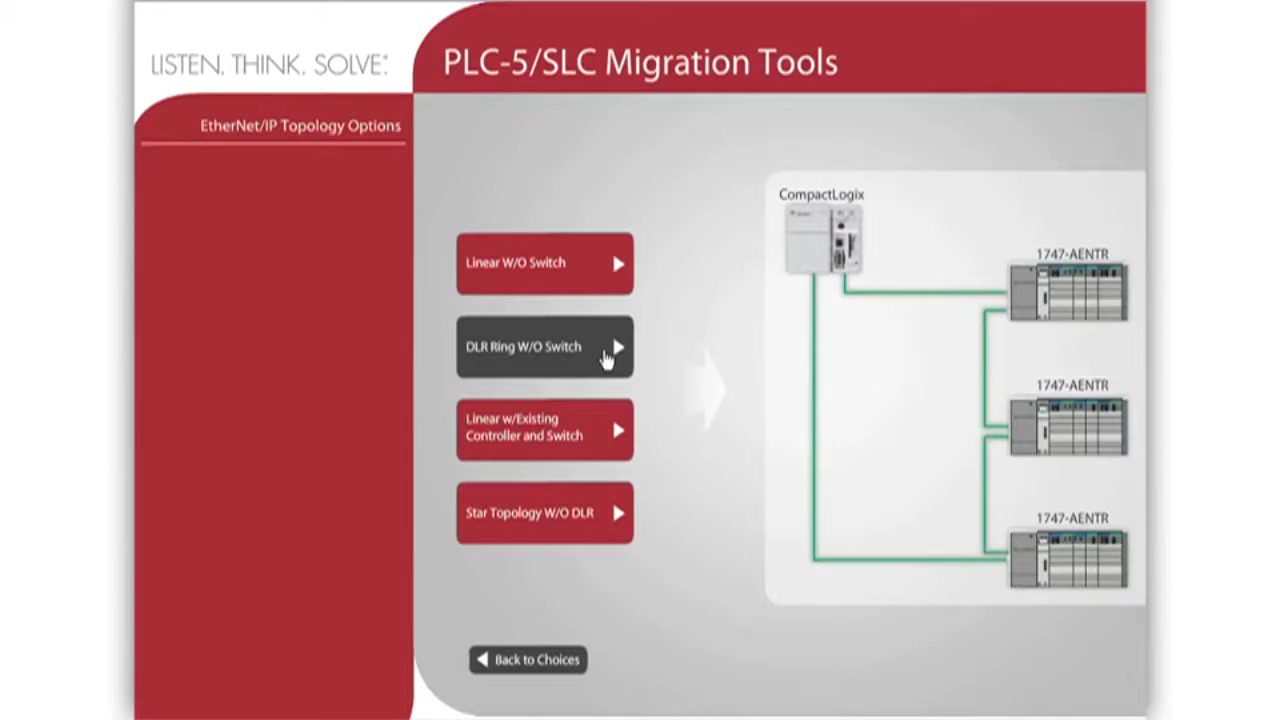 LISTEN. THINK. SOLVE.
PLC-5/SLC Migration Tools
EtherNet/IP Topology Options
Linear W/O Switch
DLR Ring W/O Switch
Linear w/Existing
Controller and Switch
Star Topology W/O DLR
Back to Choices
CompactLogix
1747-AENTR
1747-AENTR
1747-AENTR